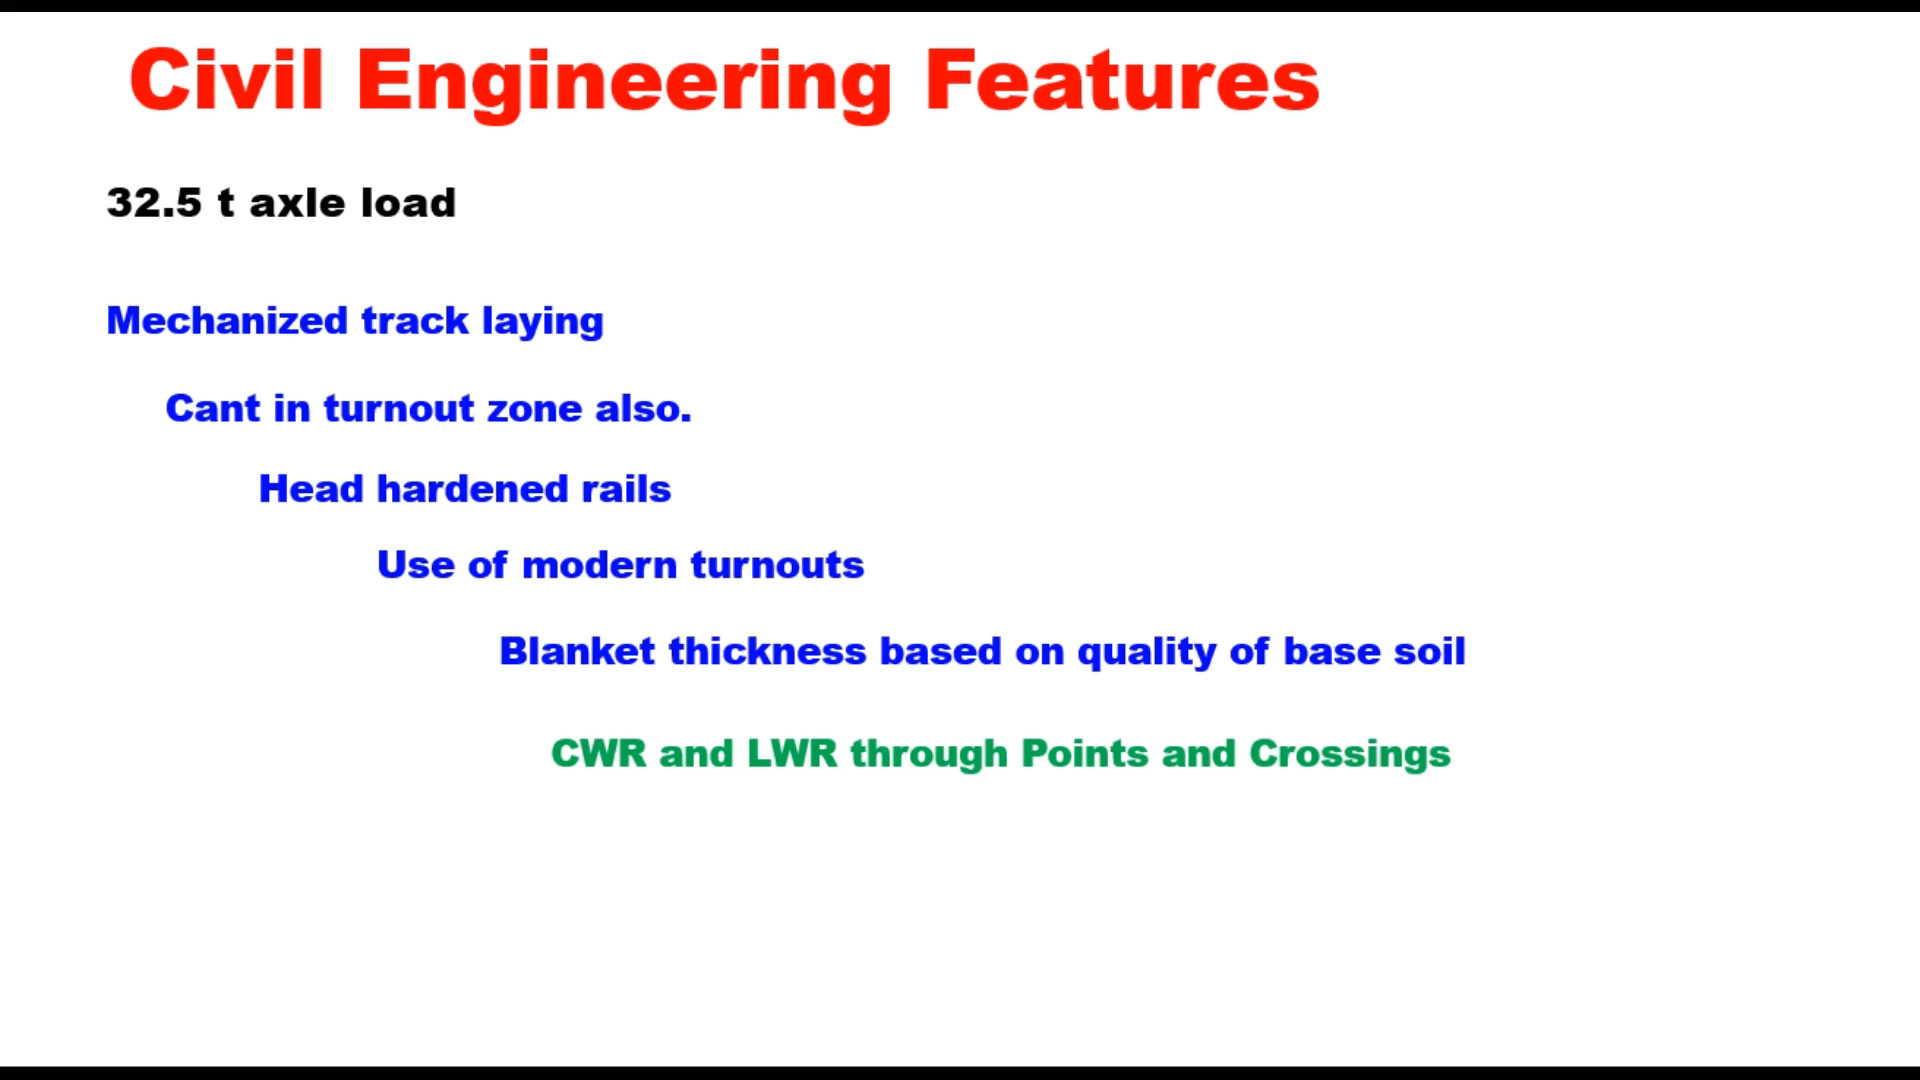 Civil Engineering Features
32.5 t axle load
Mechanized track laying
Cant in turnout zone also.
Head hardened rails
Use of modern turnouts
Blanket thickness based on quality of base soil
CWR and LWR through Points and Crossings